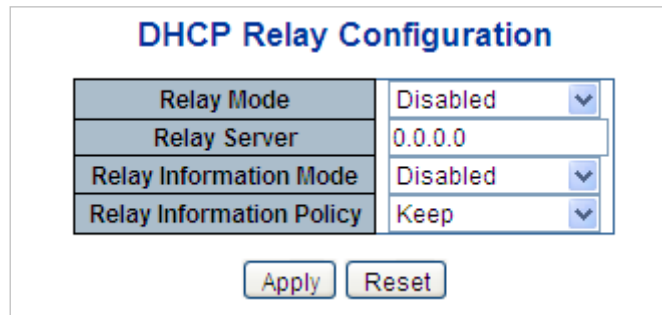 DHCP Relay Configuration
Relay Mode Disabled
Relay Server 0.0.0.0
Relay Information Mode Disabled
Relay Information Policy Keep
Apply Reset